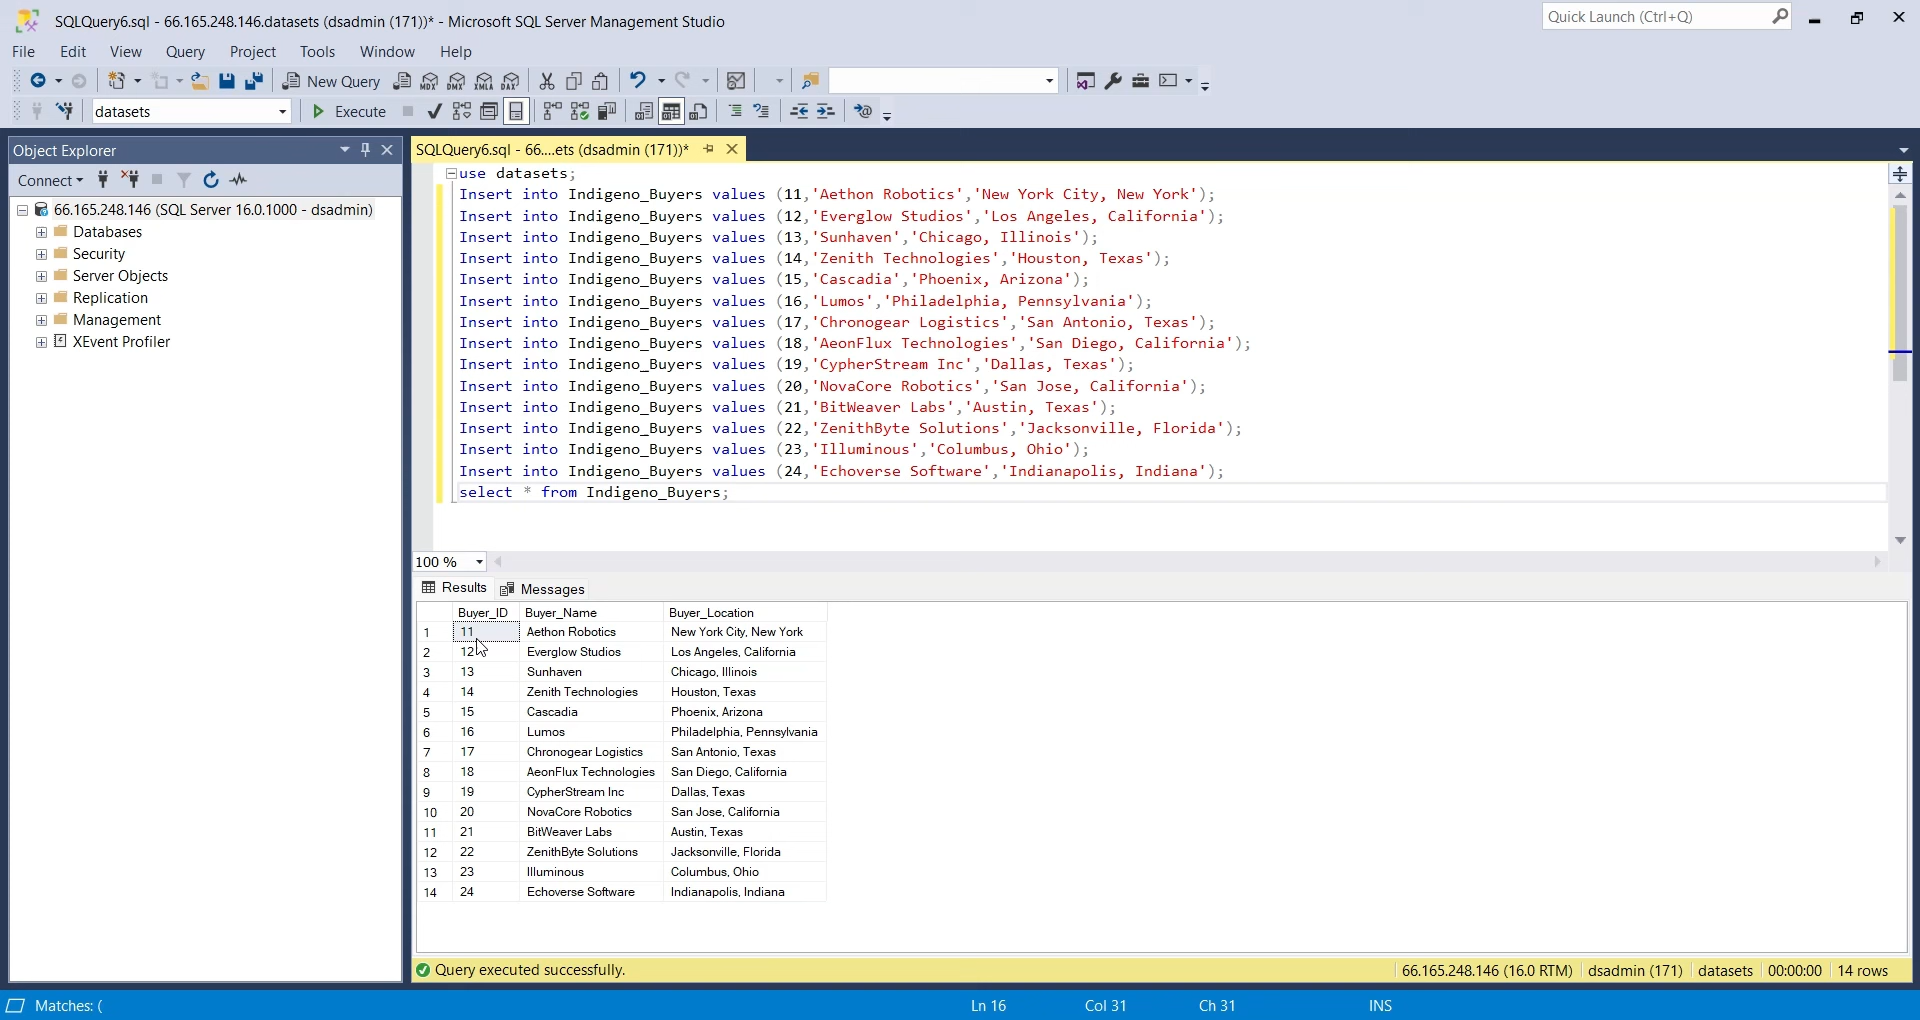 SQLQuery6.sql - 66.165.248.146.datasets (dsadmin (171))* - Microsoft SQL Server Management Studio
Quick Launch (Ctrl+Q)
File Edit View Query Project Tools Window Help
New Query
MDX DMX XMLA DAX
datasets
Execute
Object Explorer
SQLQuery6.sql - 66....ets (dsadmin (171))*
Connect
66.165.248.146 (SQL Server 16.0.1000 - dsadmin)
Databases
Security
Server Objects
Replication
Management
XEvent Profiler
use datasets;
Insert into Indigeno_Buyers values (11,'Aethon Robotics','New York City, New York');
Insert into Indigeno_Buyers values (12,'Everglow Studios','Los Angeles, California');
Insert into Indigeno_Buyers values (13,'Sunhaven','Chicago, Illinois');
Insert into Indigeno_Buyers values (14,'Zenith Technologies','Houston, Texas');
Insert into Indigeno_Buyers values (15,'Cascadia','Phoenix, Arizona');
Insert into Indigeno_Buyers values (16,'Lumos','Philadelphia, Pennsylvania');
Insert into Indigeno_Buyers values (17,'Chronogear Logistics','San Antonio, Texas');
Insert into Indigeno_Buyers values (18,'AeonFlux Technologies','San Diego, California');
Insert into Indigeno_Buyers values (19,'CypherStream Inc','Dallas, Texas');
Insert into Indigeno_Buyers values (20,'NovaCore Robotics','San Jose, California');
Insert into Indigeno_Buyers values (21,'BitWeaver Labs','Austin, Texas');
Insert into Indigeno_Buyers values (22,'ZenithByte Solutions','Jacksonville, Florida');
Insert into Indigeno_Buyers values (23,'Illuminous','Columbus, Ohio');
Insert into Indigeno_Buyers values (24,'Echoverse Software','Indianapolis, Indiana');
select * from Indigeno_Buyers;
100 %
Results Messages
Buyer_ID Buyer_Name Buyer_Location
1 11 Aethon Robotics New York City, New York
2 12 Everglow Studios Los Angeles, California
3 13 Sunhaven Chicago, Illinois
4 14 Zenith Technologies Houston, Texas
5 15 Cascadia Phoenix, Arizona
6 16 Lumos Philadelphia, Pennsylvania
7 17 Chronogear Logistics San Antonio, Texas
8 18 AeonFlux Technologies San Diego, California
9 19 CypherStream Inc Dallas, Texas
10 20 NovaCore Robotics San Jose, California
11 21 BitWeaver Labs Austin, Texas
12 22 ZenithByte Solutions Jacksonville, Florida
13 23 Illuminous Columbus, Ohio
14 24 Echoverse Software Indianapolis, Indiana
Query executed successfully.
66.165.248.146 (16.0 RTM) dsadmin (171) datasets 00:00:00 14 rows
Matches: (
Ln 16 Col 31 Ch 31 INS